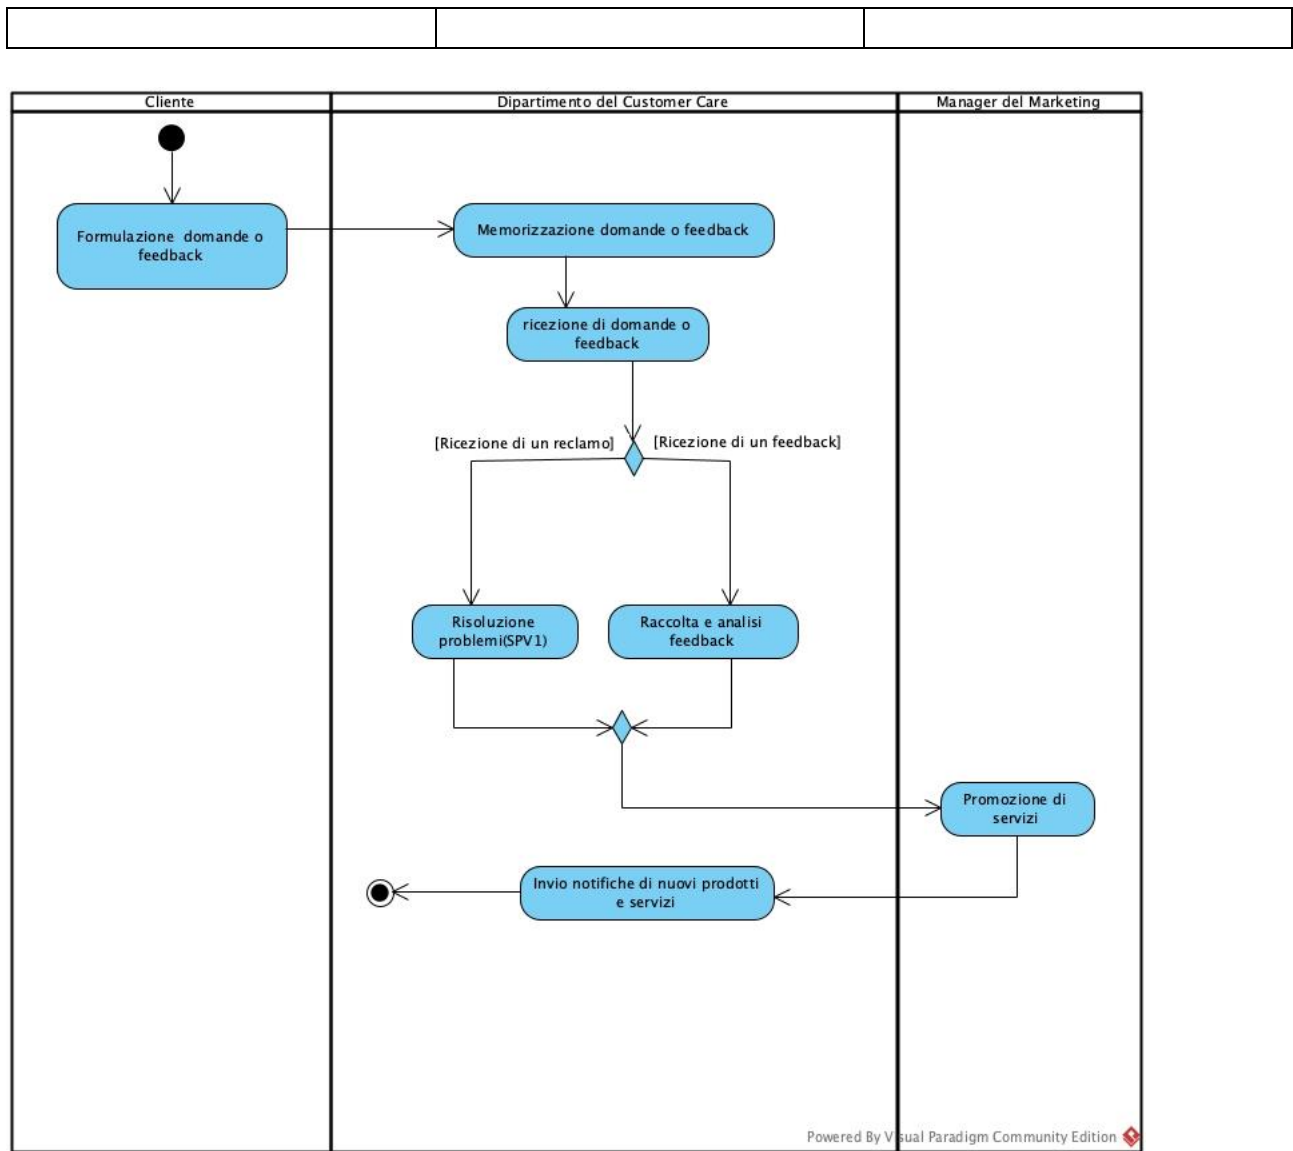 Cliente
Dipartimento del Customer Care
Manager del Marketing
Formulazione domande o
feedback
Memorizzazione domande o feedback
ricezione di domande o
feedback
[Ricezione di un reclamo]
[Ricezione di un feedback]
Risoluzione
problemi(SPV1)
Raccolta e analisi
feedback
Promozione di
servizi
Invio notifiche di nuovi prodotti
e servizi
Powered By Visual Paradigm Community Edition